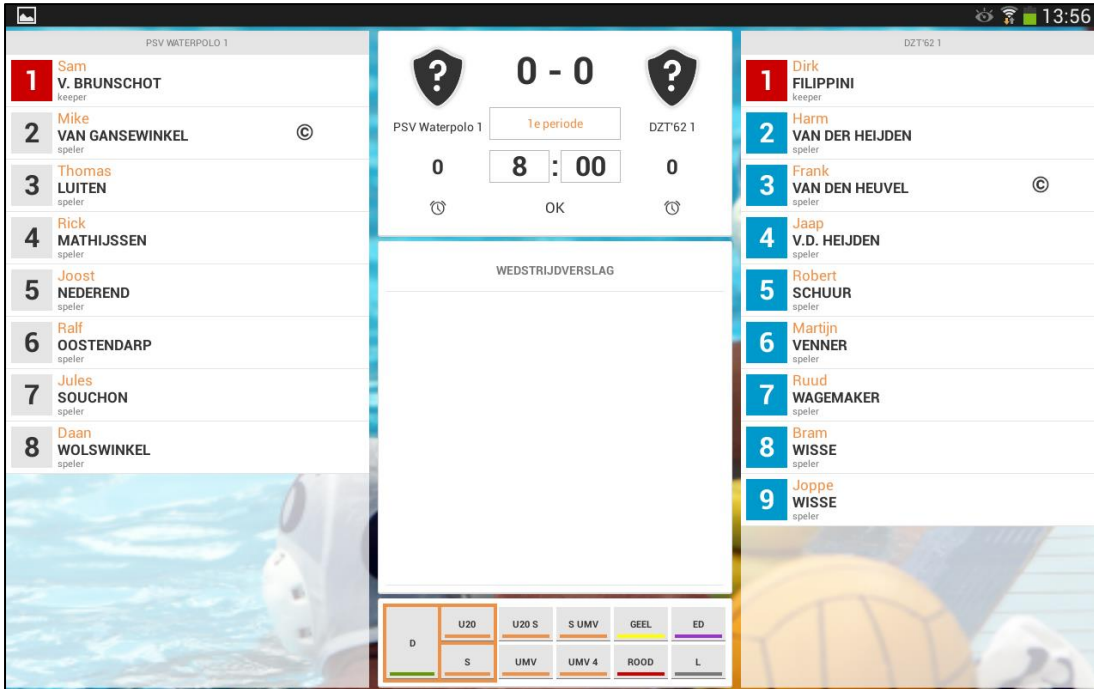 13:56
PSV WATERPOLO 1
1
Sam
V. BRUNSCHOT
keeper
2
Mike
VAN GANSEWINKEL ©
speler
3
Thomas
LUITEN
speler
4
Rick
MATHIJSSEN
speler
5
Joost
NEDEREND
speler
6
Ralf
OOSTENDARP
speler
7
Jules
SOUCHON
speler
8
Daan
WOLSWINKEL
speler
? 0 - 0 ?
PSV Waterpolo 1 1e periode DZT'62 1
0 8 : 00 0
OK
WEDSTRIJDVERSLAG
D
U20 U20 S S UMV GEEL ED
S UMV UMV 4 ROOD L
DZT'62 1
1
Dirk
FILIPPINI
keeper
2
Harm
VAN DER HEIJDEN
speler
3
Frank
VAN DEN HEUVEL ©
speler
4
Jaap
V.D. HEIJDEN
speler
5
Robert
SCHUUR
speler
6
Martijn
VENNER
speler
7
Ruud
WAGEMAKER
speler
8
Bram
WISSE
speler
9
Joppe
WISSE
speler